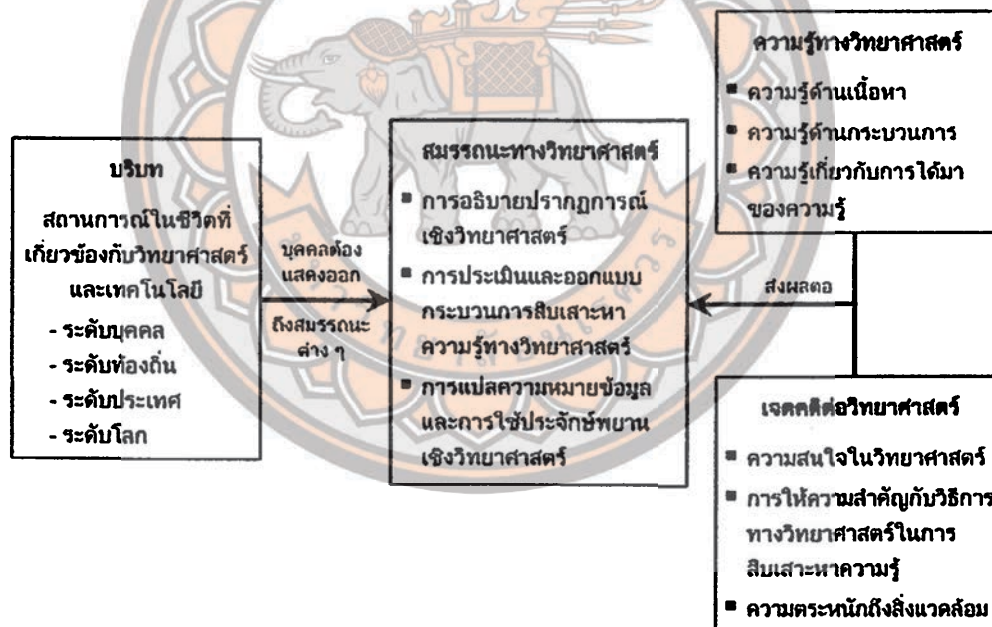 บริบท
สถานการณ์ในชีวิตที่
เกี่ยวข้องกับวิทยาศาสตร์
และเทคโนโลยี
- ระดับบุคคล
- ระดับท้องถิ่น
- ระดับประเทศ
- ระดับโลก
บุคคลต้อง
แสดงออก
ถึงสมรรถนะ
ต่าง ๆ
สมรรถนะทางวิทยาศาสตร์
▪ การอธิบายปรากฏการณ์
เชิงวิทยาศาสตร์
▪ การประเมินและออกแบบ
กระบวนการสืบเสาะหา
ความรู้ทางวิทยาศาสตร์
▪ การแปลความหมายข้อมูล
และการใช้ประจักษ์พยาน
เชิงวิทยาศาสตร์
ส่งผลต่อ
ความรู้ทางวิทยาศาสตร์
▪ ความรู้ด้านเนื้อหา
▪ ความรู้ด้านกระบวนการ
▪ ความรู้เกี่ยวกับการได้มา
ของความรู้
เจตคติต่อวิทยาศาสตร์
▪ ความสนใจในวิทยาศาสตร์
▪ การให้ความสำคัญกับวิธีการ
ทางวิทยาศาสตร์ในการ
สืบเสาะหาความรู้
▪ ความตระหนักถึงสิ่งแวดล้อม